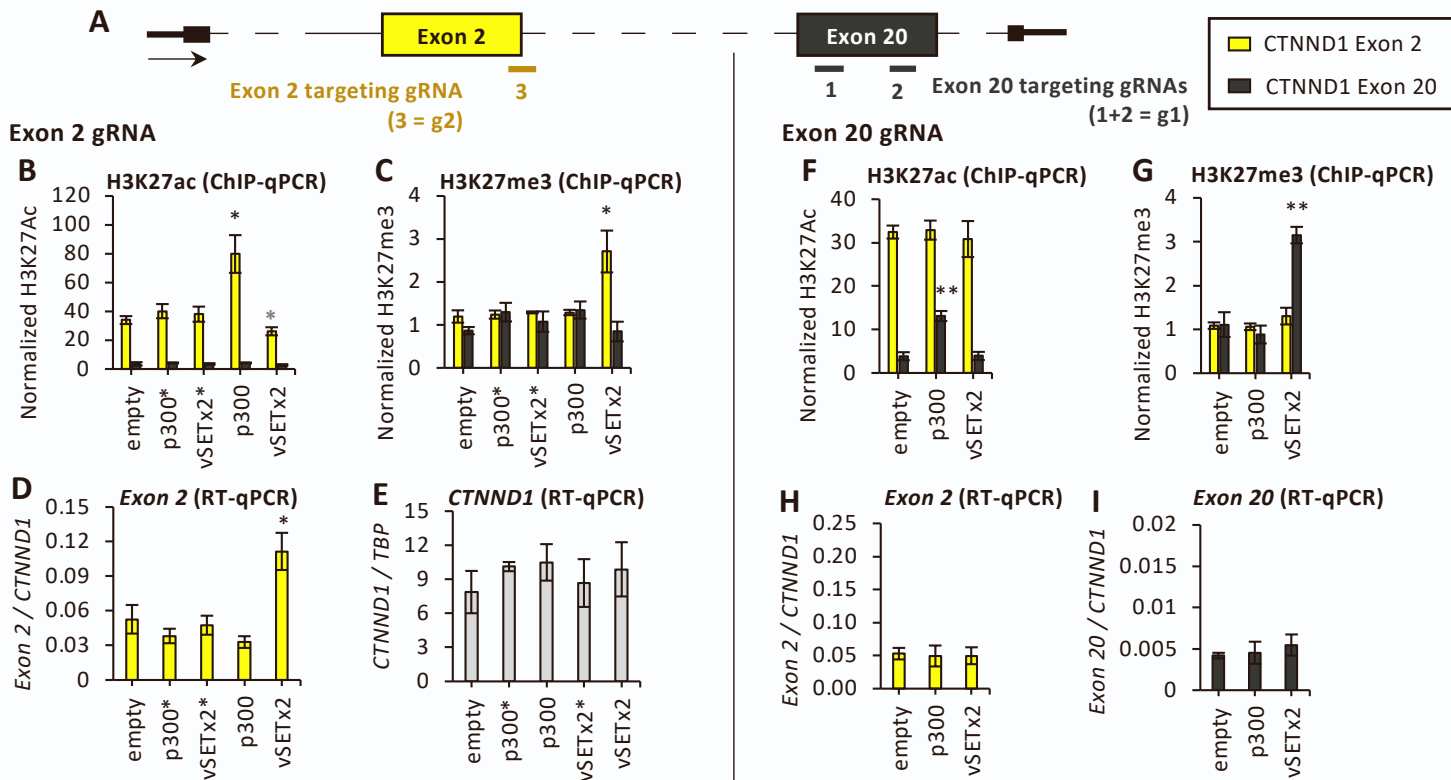 A
Exon 2
Exon 20
CTNND1 Exon 2
CTNND1 Exon 20
Exon 2 targeting gRNA
(3 = g2)
3
1
2
Exon 20 targeting gRNAs
(1+2 = g1)
Exon 2 gRNA
Exon 20 gRNA
B
H3K27ac (ChIP-qPCR)
Normalized H3K27Ac
120
100
80
60
40
20
0
*
*
empty
p300*
vSETx2*
p300
vSETx2
C
H3K27me3 (ChIP-qPCR)
Normalized H3K27me3
4
3
2
1
0
*
empty
p300*
vSETx2*
p300
vSETx2
F
H3K27ac (ChIP-qPCR)
Normalized H3K27Ac
40
30
20
10
0
**
empty
p300
vSETx2
G
H3K27me3 (ChIP-qPCR)
Normalized H3K27me3
4
3
2
1
0
**
empty
p300
vSETx2
D
Exon 2 (RT-qPCR)
Exon 2 / CTNND1
0.15
0.12
0.09
0.06
0.03
0
*
empty
p300*
vSETx2*
p300
vSETx2
E
CTNND1 (RT-qPCR)
CTNND1 / TBP
15
12
9
6
3
0
empty
p300*
p300
vSETx2*
vSETx2
H
Exon 2 (RT-qPCR)
Exon 2 / CTNND1
0.25
0.20
0.15
0.10
0.05
0.00
empty
p300
vSETx2
I
Exon 20 (RT-qPCR)
Exon 20 / CTNND1
0.02
0.015
0.01
0.005
0
empty
p300
vSETx2